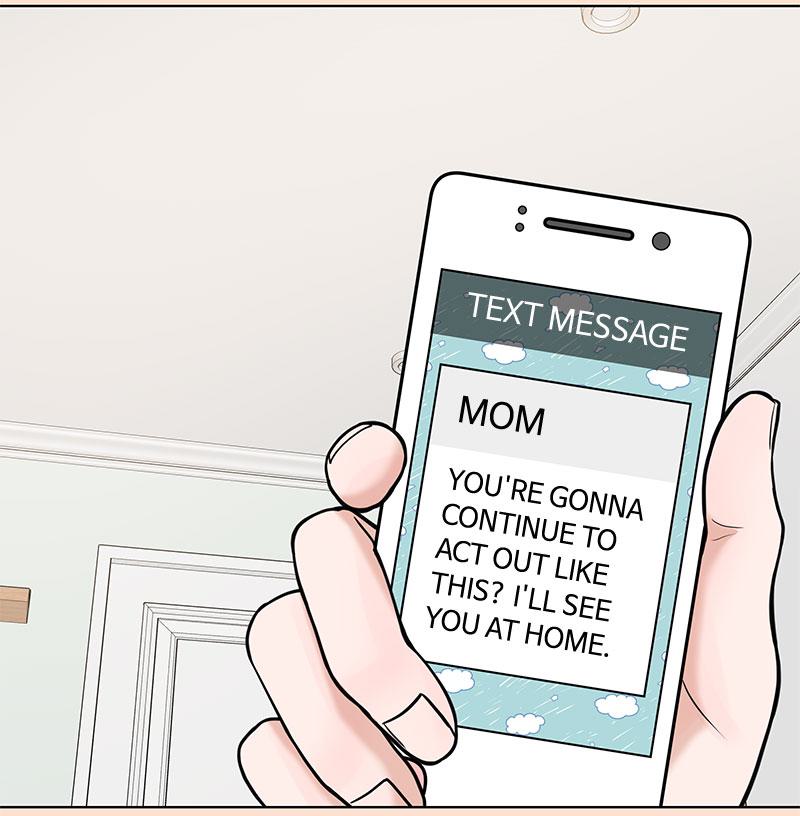 TEXT MESSAGE
MOM
YOU'RE GONNA
CONTINUE TO
ACT OUT LIKE
THIS? I'LL SEE
YOU AT HOME.